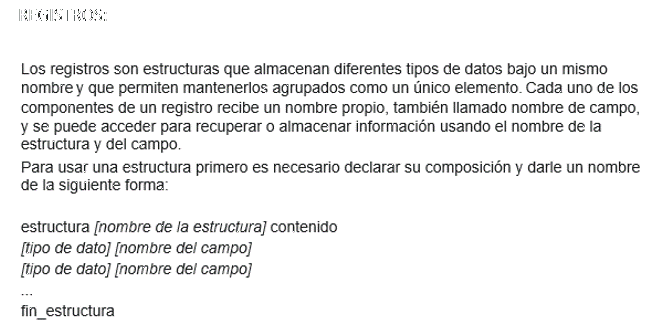 REGISTROS:
Los registros son estructuras que almacenan diferentes tipos de datos bajo un mismo
nombre y que permiten mantenerlos agrupados como un único elemento. Cada uno de los
componentes de un registro recibe un nombre propio, también llamado nombre de campo,
y se puede acceder para recuperar o almacenar información usando el nombre de la
estructura y del campo.
Para usar una estructura primero es necesario declarar su composición y darle un nombre
de la siguiente forma:
estructura [nombre de la estructura] contenido
[tipo de dato] [nombre del campo]
[tipo de dato] [nombre del campo]
...
fin_estructura